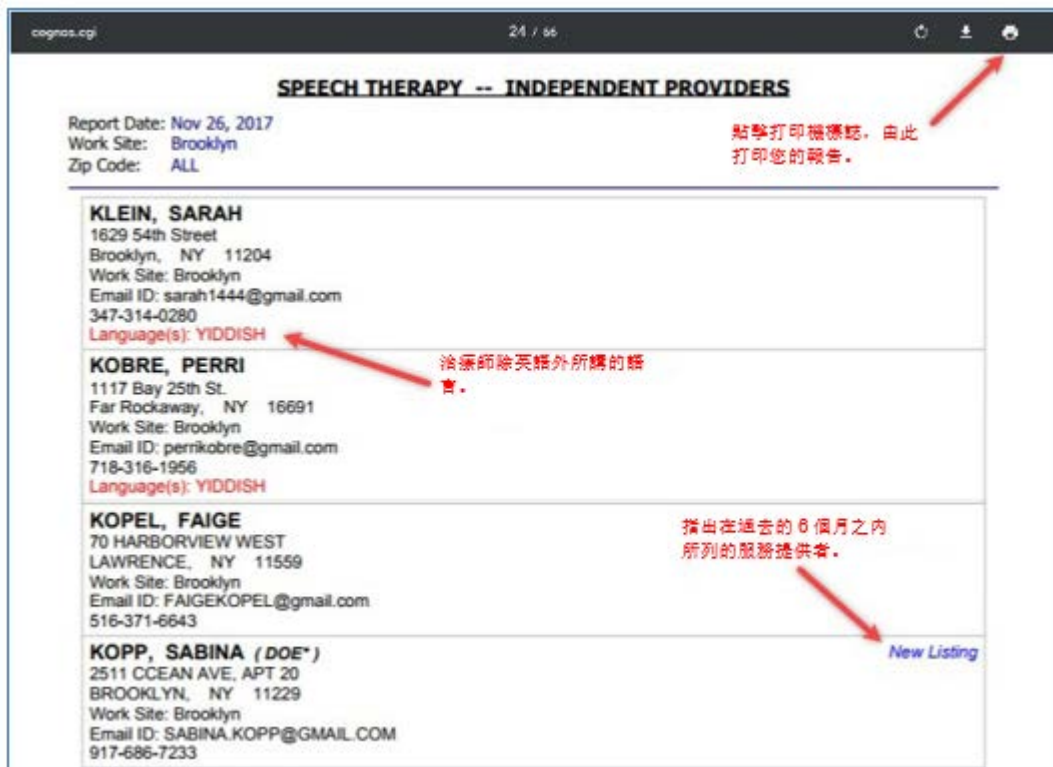 cognos.cgi 24 / 66
SPEECH THERAPY -- INDEPENDENT PROVIDERS
Report Date: Nov 26, 2017
Work Site: Brooklyn
Zip Code: ALL
點擊打印機標誌，由此
打印您的報告。
KLEIN, SARAH
1629 54th Street
Brooklyn, NY 11204
Work Site: Brooklyn
Email ID: sarah1444@gmail.com
347-314-0280
Language(s): YIDDISH
治療師除英語外所講的語
言。
KOBRE, PERRI
1117 Bay 25th St.
Far Rockaway, NY 16691
Work Site: Brooklyn
Email ID: perrikobre@gmail.com
718-316-1956
Language(s): YIDDISH
KOPEL, FAIGE
70 HARBORVIEW WEST
LAWRENCE, NY 11559
Work Site: Brooklyn
Email ID: FAIGEKOPEL@gmail.com
516-371-6643
指出在過去的 6 個月之內
所列的服務提供者。
KOPP, SABINA (DOE*)
New Listing
2511 CCEAN AVE, APT 20
BROOKLYN, NY 11229
Work Site: Brooklyn
Email ID: SABINA.KOPP@GMAIL.COM
917-686-7233